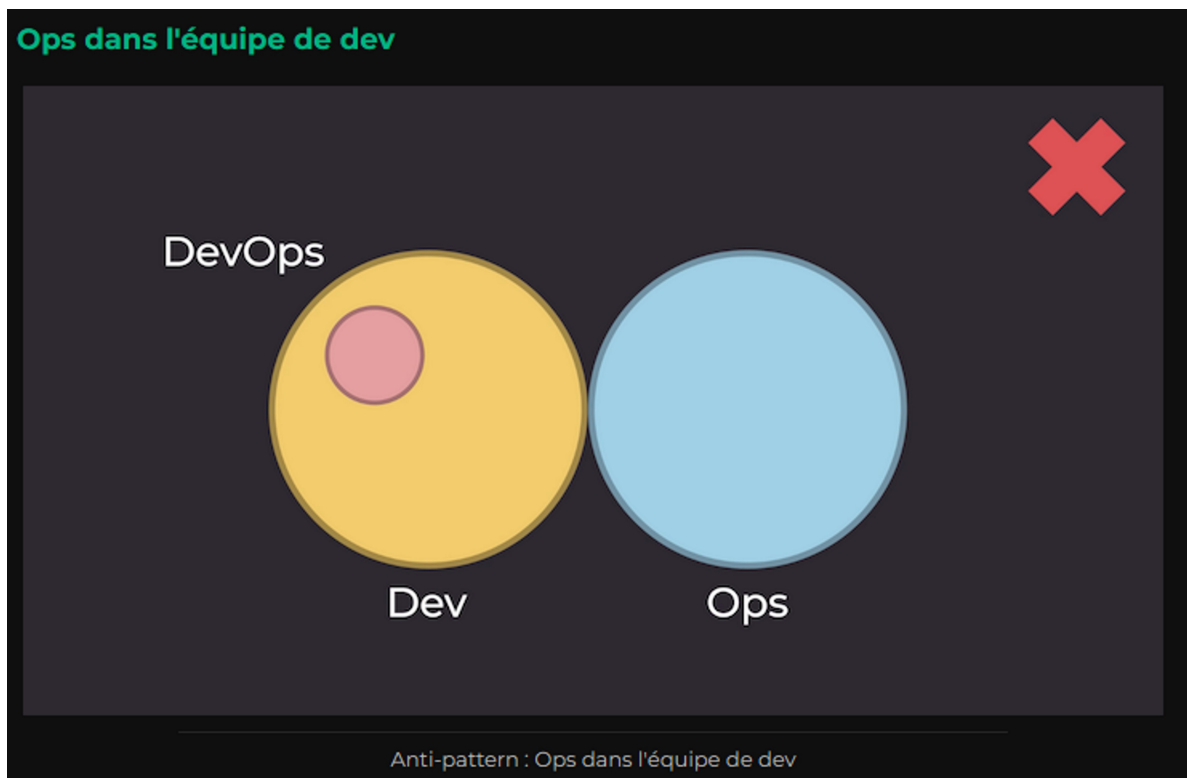 Ops dans l'équipe de dev
DevOps
Dev
Ops
Anti-pattern : Ops dans l'équipe de dev